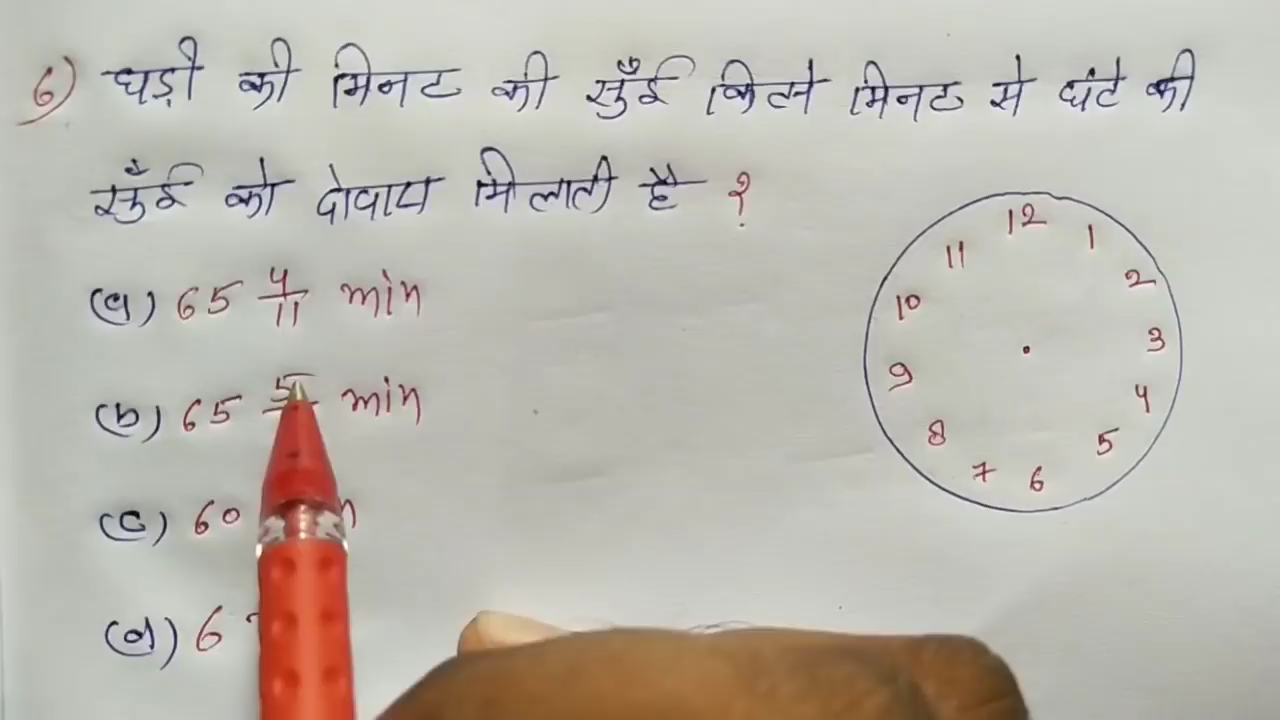 6) घड़ी की मिनट की सुँई कितने मिनट से घंटे की
सुँई को दोवारा मिलाती है ?
(a) 65 4/11 min
(b) 65 5 min
(c) 60
(d) 6
12
11
1
10
2
9
3
8
4
7
6
5